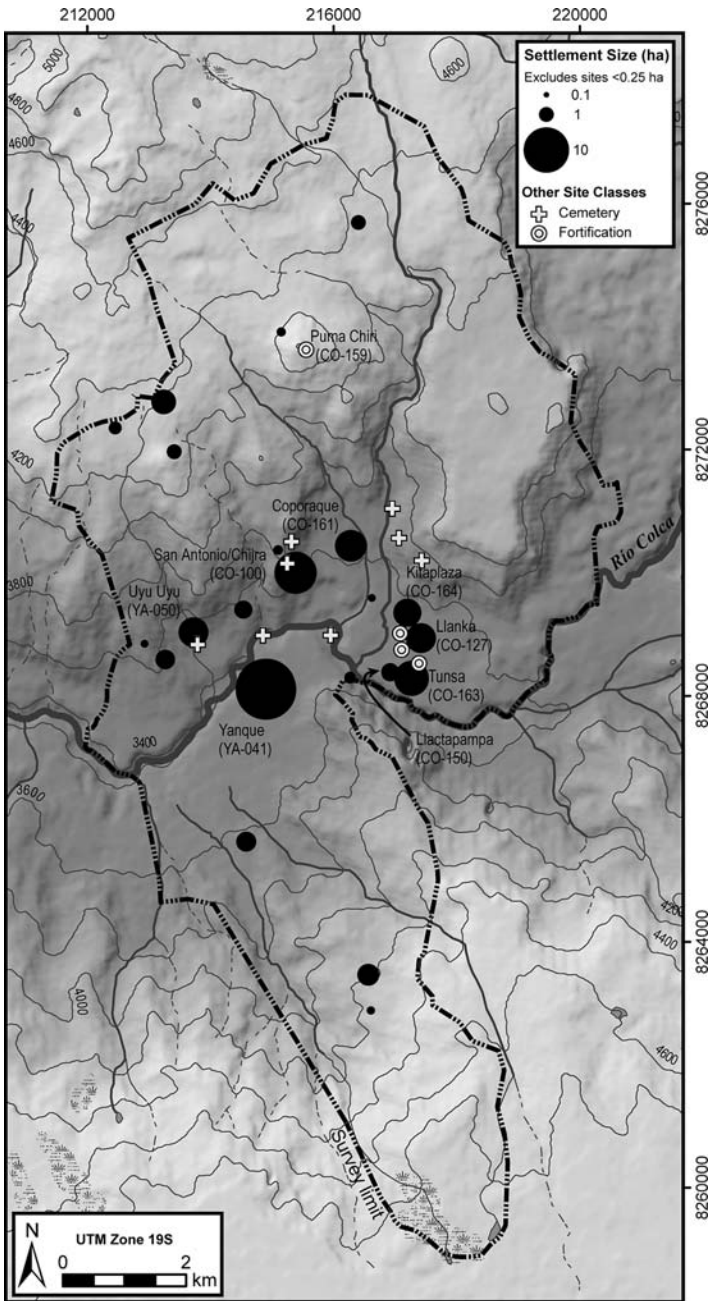 212000
216000
220000
Settlement Size (ha)
Excludes sites <0.25 ha
0.1
1
10
Other Site Classes
Cemetery
Fortification
5000
4800
4600
4400
4600
8276000
Puma Chiri
(CO-159)
8272000
4200
Coporaque
(CO-161)
San Antonio/Chijra
(CO-100)
Río Colca
3800
Uyu Uyu
(YA-050)
Kitaplaza
(CO-164)
Llanka
(CO-127)
Tunsa
(CO-163)
8268000
Yanque
(YA-041)
3400
Llactapampa
(CO-150)
3600
4200
4400
8264000
4000
4600
Survey limit
8260000
N
UTM Zone 19S
0
2
km